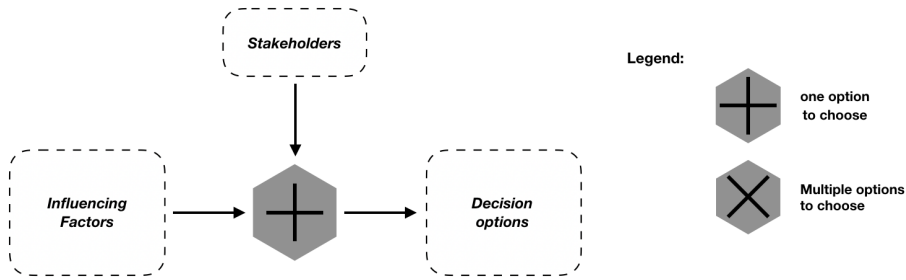 Stakeholders
Legend:
one option
to choose
Influencing
Factors
Decision
options
Multiple options
to choose